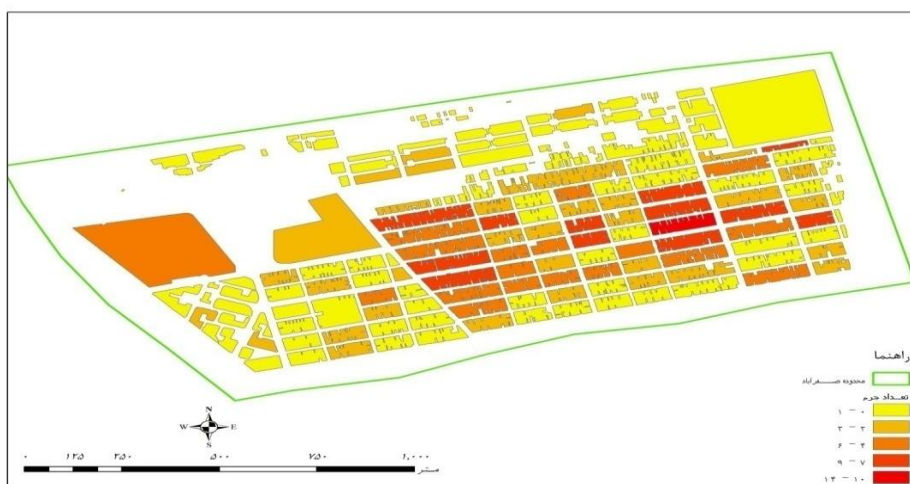 راهنما
محدوده صفرآباد
تعداد جرم
۰ – ۱
۲ – ۳
۴ – ۶
۷ – ۹
۱۰ – ۱۴
N
W E
S
۰ ۱۲۵ ۲۵۰ ۵۰۰ ۷۵۰ ۱,۰۰۰
متر